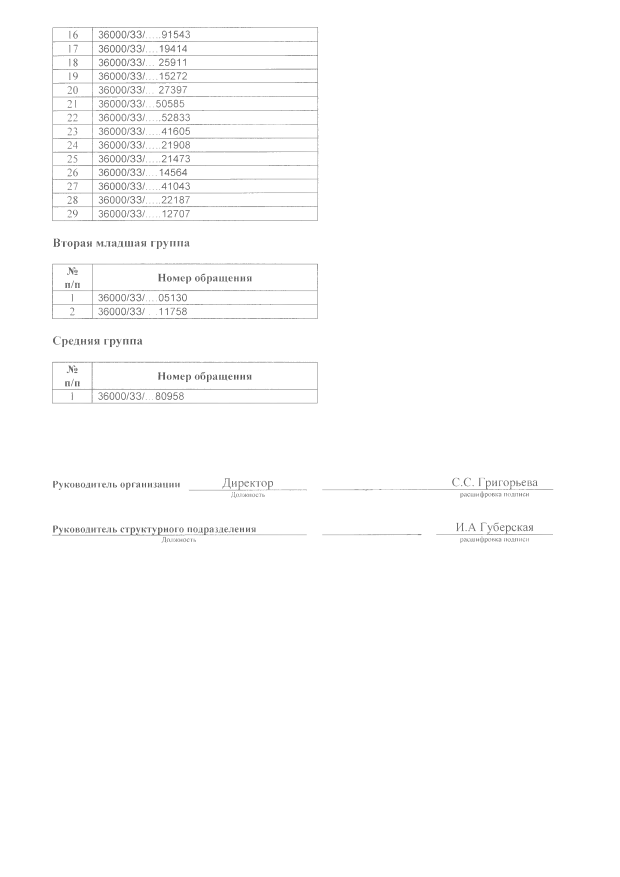 16 36000/33/.....91543
17 36000/33/....19414
18 36000/33/... 25911
19 36000/33/....15272
20 36000/33/... 27397
21 36000/33/...50585
22 36000/33/.....52833
23 36000/33/.....41605
24 36000/33/.....21908
25 36000/33/.....21473
26 36000/33/....14564
27 36000/33/.....41043
28 36000/33/.....22187
29 36000/33/.....12707
Вторая младшая группа
№ п/п Номер обращения
1 36000/33/....05130
2 36000/33/ . .11758
Средняя группа
№ п/п Номер обращения
1 36000/33/...80958
Руководитель организации Директор С.С. Григорьева
Должность расшифровка подписи
Руководитель структурного подразделения И.А Губерская
Должность расшифровка подписи